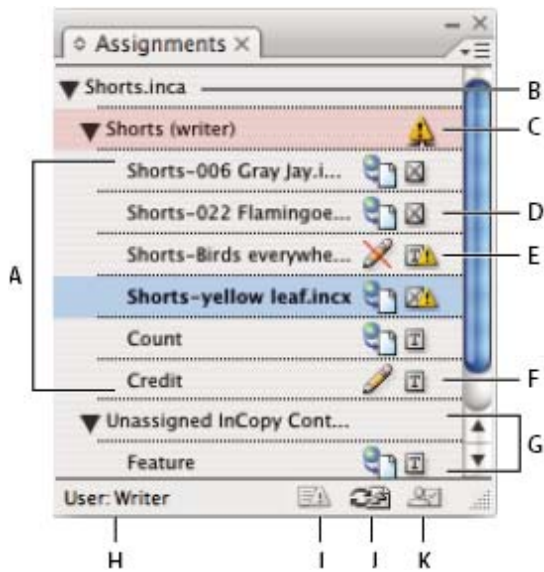 Assignments ×
Shorts.inca
B
Shorts (writer)
C
Shorts-006 Gray Jay.i...
Shorts-022 Flamingoe...
D
Shorts-Birds everywhe...
E
A
Shorts-yellow leaf.incx
Count
Credit
F
Unassigned InCopy Cont...
G
Feature
User: Writer
H
I
J
K